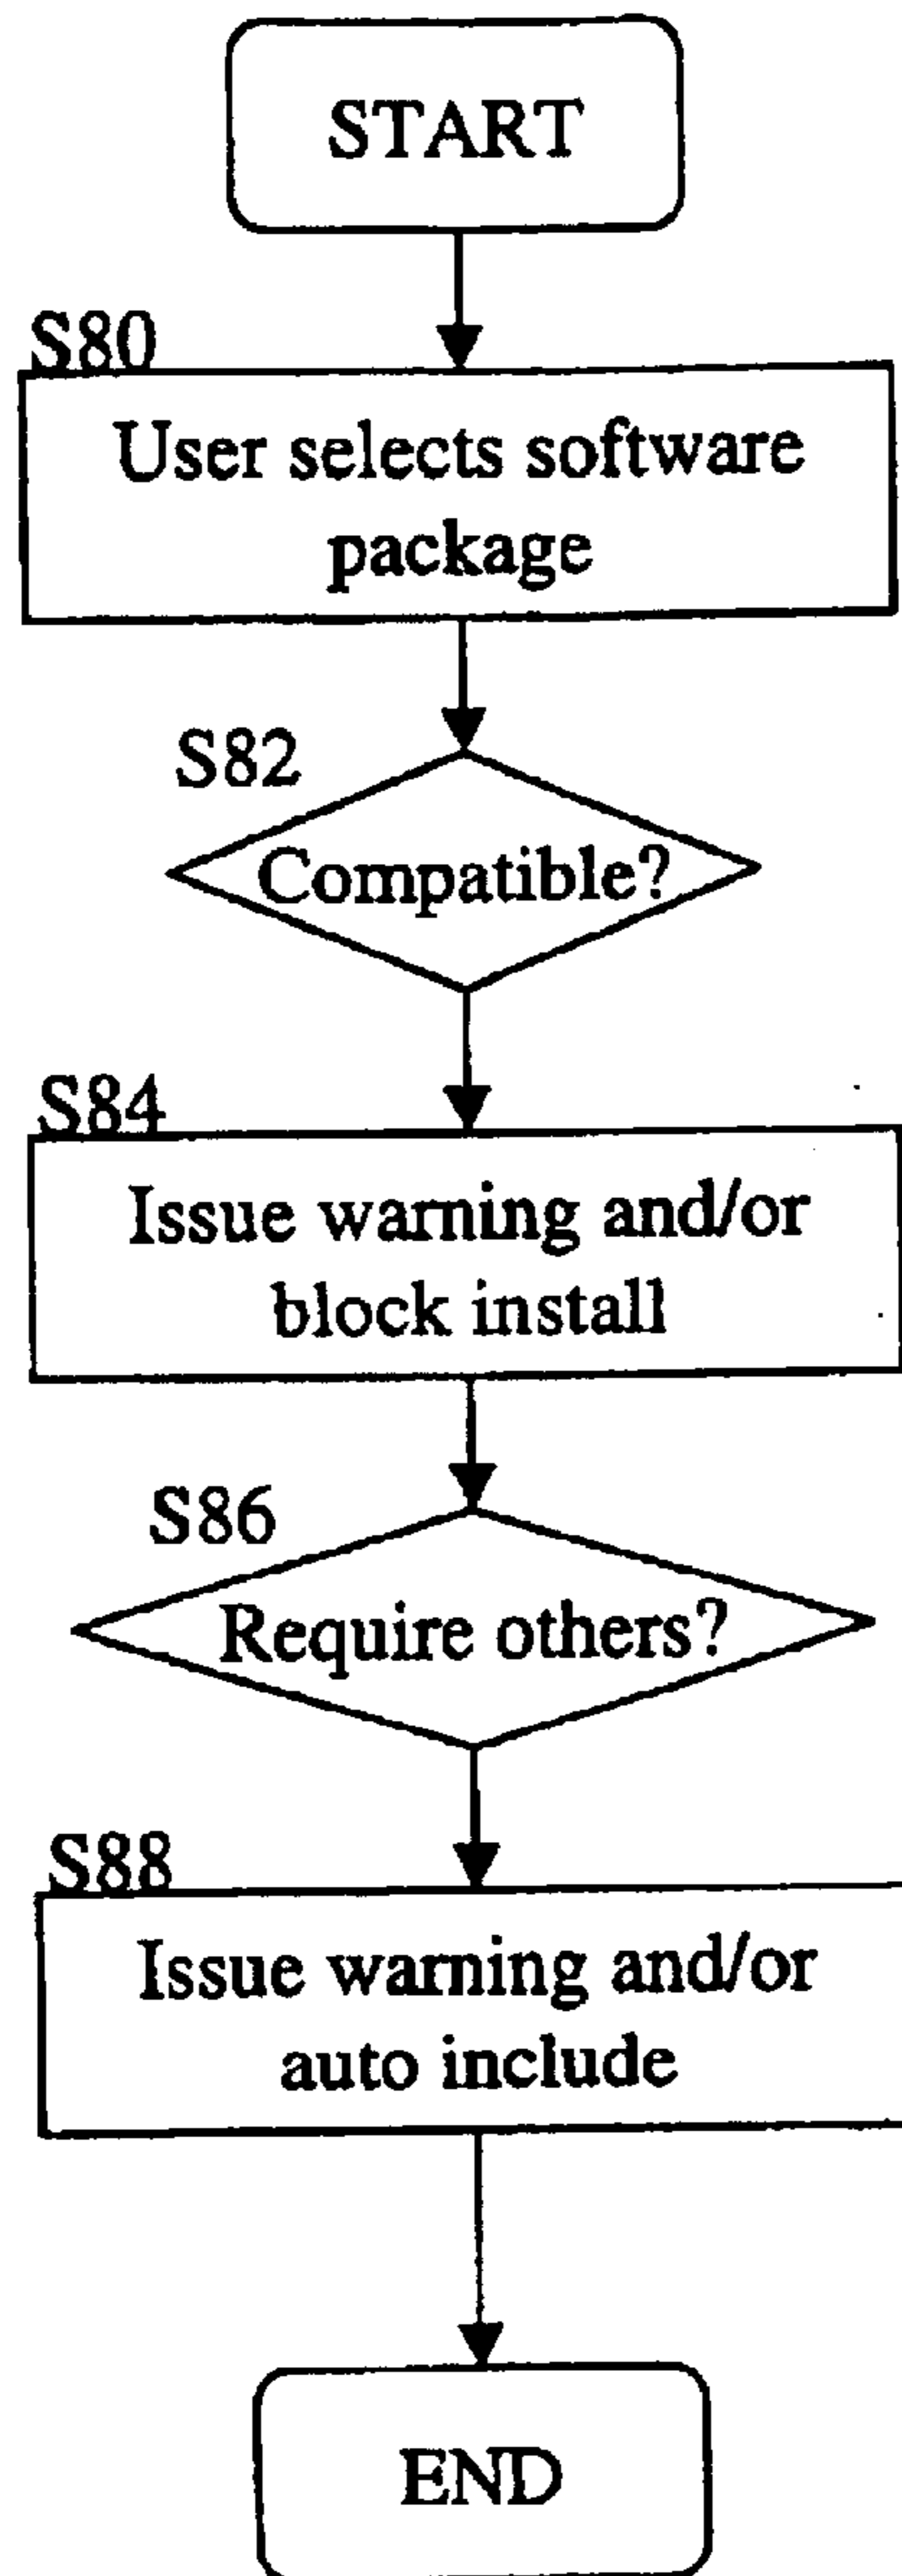 START
S80
User selects software
package
S82
Compatible?
S84
Issue warning and/or
block install
S86
Require others?
S88
Issue warning and/or
auto include
END